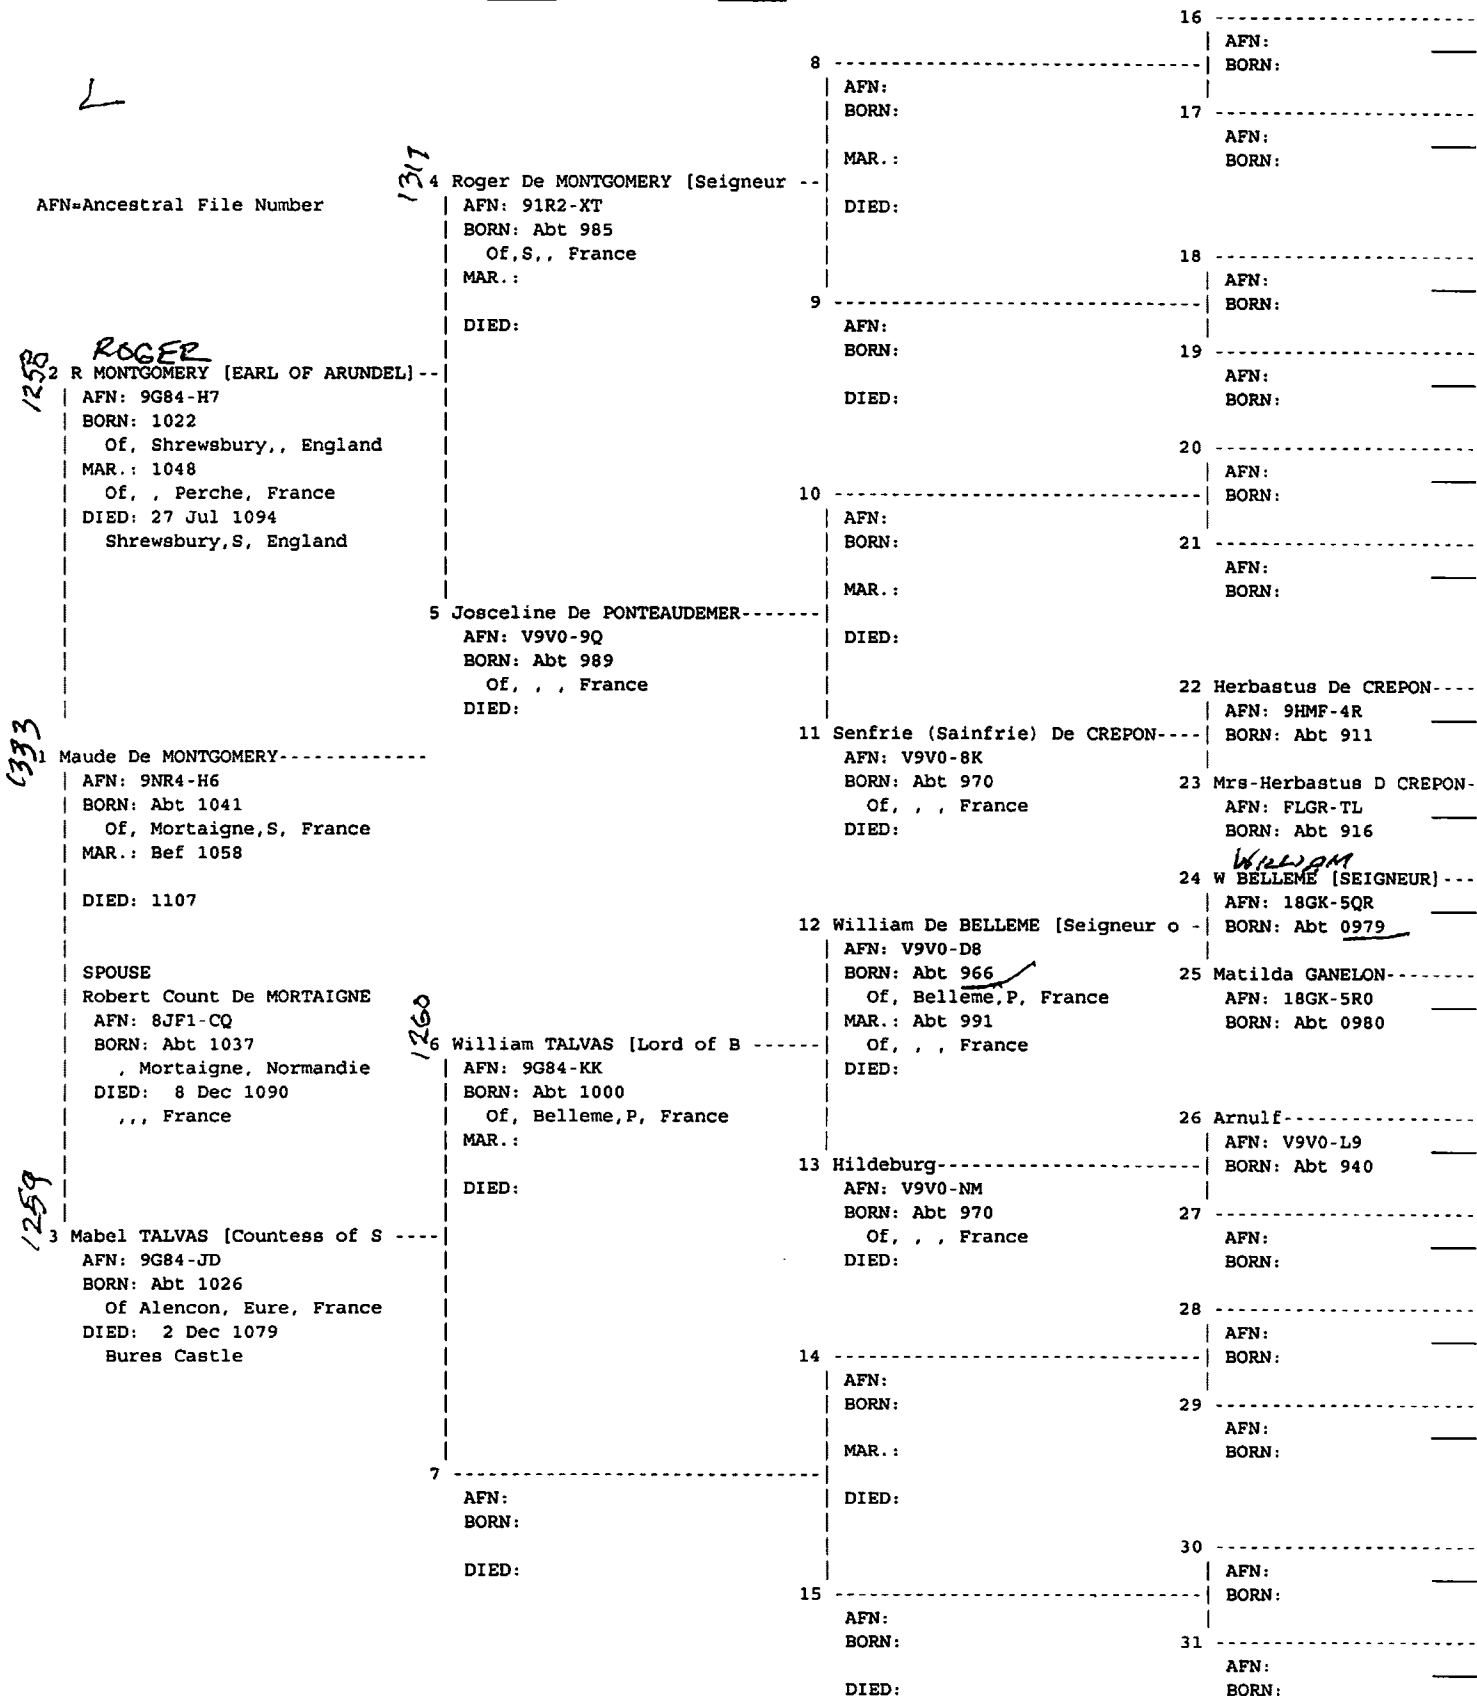 L
AFN=Ancestral File Number
1333
1 Maude De MONTGOMERY-------------
AFN: 9NR4-H6
BORN: Abt 1041
Of, Mortaigne,S, France
MAR.: Bef 1058
DIED: 1107
SPOUSE
Robert Count De MORTAIGNE
AFN: 8JF1-CQ
BORN: Abt 1037
, Mortaigne, Normandie
DIED:  8 Dec 1090
,,, France
1258
ROGER
2 R MONTGOMERY [EARL OF ARUNDEL]--
AFN: 9G84-H7
BORN: 1022
Of, Shrewsbury,, England
MAR.: 1048
Of, , Perche, France
DIED: 27 Jul 1094
Shrewsbury,S, England
1259
3 Mabel TALVAS [Countess of S ----
AFN: 9G84-JD
BORN: Abt 1026
Of Alencon, Eure, France
DIED:  2 Dec 1079
Bures Castle
1317
4 Roger De MONTGOMERY [Seigneur --
AFN: 91R2-XT
BORN: Abt 985
Of,S,, France
MAR.:
DIED:
5 Josceline De PONTEAUDEMER-------
AFN: V9V0-9Q
BORN: Abt 989
Of, , , France
DIED:
1260
6 William TALVAS [Lord of B ------
AFN: 9G84-KK
BORN: Abt 1000
Of, Belleme,P, France
MAR.:
DIED:
7 -------------------------------
AFN:
BORN:
DIED:
8 -------------------------------
AFN:
BORN:
MAR.:
DIED:
9 -------------------------------
AFN:
BORN:
DIED:
10 -------------------------------
AFN:
BORN:
MAR.:
DIED:
11 Senfrie (Sainfrie) De CREPON----
AFN: V9V0-8K
BORN: Abt 970
Of, , , France
DIED:
12 William De BELLEME [Seigneur o -
AFN: V9V0-D8
BORN: Abt 966
Of, Belleme,P, France
MAR.: Abt 991
Of, , , France
DIED:
13 Hildeburg-----------------------
AFN: V9V0-NM
BORN: Abt 970
Of, , , France
DIED:
14 -------------------------------
AFN:
BORN:
MAR.:
DIED:
15 -------------------------------
AFN:
BORN:
DIED:
16 ----------------------
AFN:
BORN:
17 ----------------------
AFN:
BORN:
18 ----------------------
AFN:
BORN:
19 ----------------------
AFN:
BORN:
20 ----------------------
AFN:
BORN:
21 ----------------------
AFN:
BORN:
22 Herbastus De CREPON----
AFN: 9HMF-4R
BORN: Abt 911
23 Mrs-Herbastus D CREPON-
AFN: FLGR-TL
BORN: Abt 916
WILLIAM
24 W BELLEME [SEIGNEUR]---
AFN: 18GK-5QR
BORN: Abt 0979
25 Matilda GANELON--------
AFN: 18GK-5R0
BORN: Abt 0980
26 Arnulf-----------------
AFN: V9V0-L9
BORN: Abt 940
27 ----------------------
AFN:
BORN:
28 ----------------------
AFN:
BORN:
29 ----------------------
AFN:
BORN:
30 ----------------------
AFN:
BORN:
31 ----------------------
AFN:
BORN: